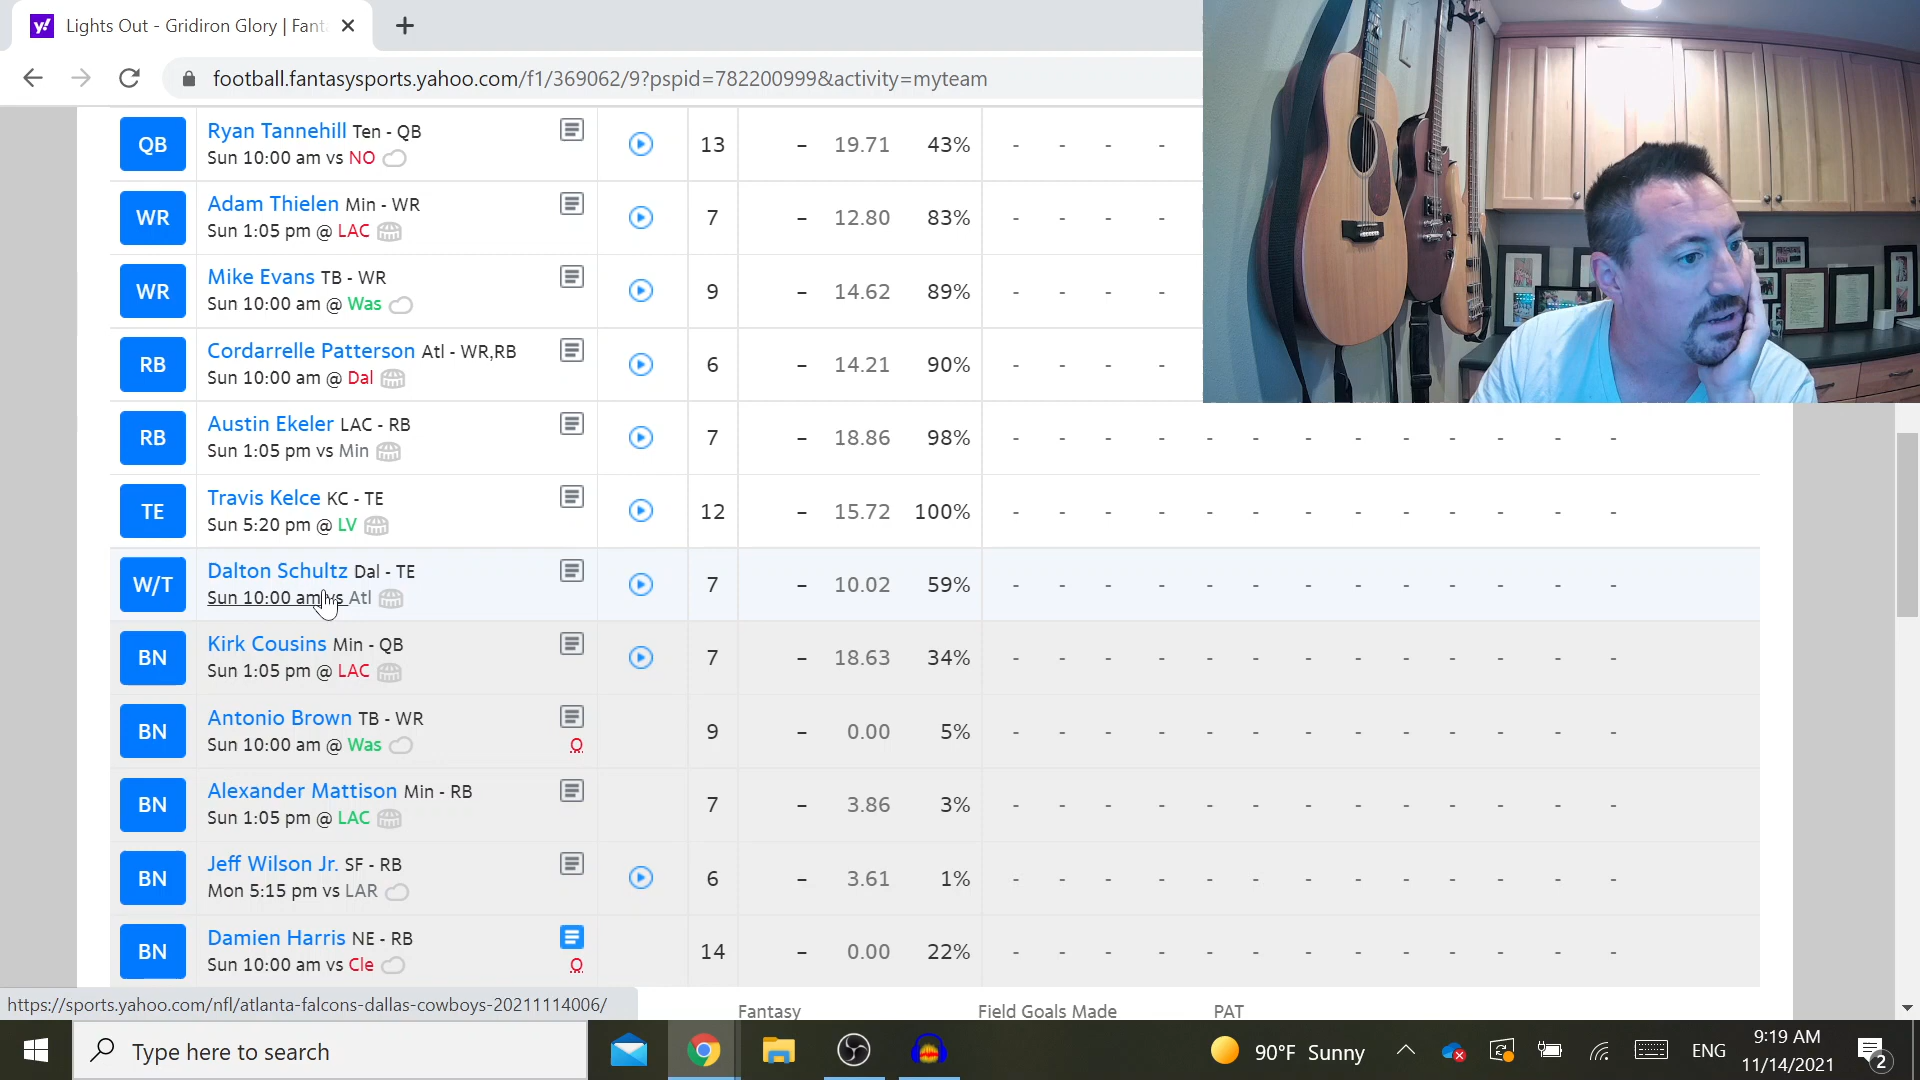 Lights Out - Gridiron Glory | Fant
football.fantasysports.yahoo.com/f1/369062/9?pspid=782200999&activity=myteam
QB Ryan Tannehill Ten - QB 13 – 19.71 43% - - - -
Sun 10:00 am vs NO
WR Adam Thielen Min - WR 7 – 12.80 83% - - - -
Sun 1:05 pm @ LAC
WR Mike Evans TB - WR 9 – 14.62 89% - - - -
Sun 10:00 am @ Was
RB Cordarrelle Patterson Atl - WR,RB 6 – 14.21 90% - - - -
Sun 10:00 am @ Dal
RB Austin Ekeler LAC - RB 7 – 18.86 98% - - - - - - - - - - - - -
Sun 1:05 pm vs Min
TE Travis Kelce KC - TE 12 – 15.72 100% - - - - - - - - - - - - -
Sun 5:20 pm @ LV
W/T Dalton Schultz Dal - TE 7 – 10.02 59% - - - - - - - - - - - - -
Sun 10:00 am vs Atl
BN Kirk Cousins Min - QB 7 – 18.63 34% - - - - - - - - - - - - -
Sun 1:05 pm @ LAC
BN Antonio Brown TB - WR 9 – 0.00 5% - - - - - - - - - - - - -
Sun 10:00 am @ Was O
BN Alexander Mattison Min - RB 7 – 3.86 3% - - - - - - - - - - - - -
Sun 1:05 pm @ LAC
BN Jeff Wilson Jr. SF - RB 6 – 3.61 1% - - - - - - - - - - - - -
Mon 5:15 pm vs LAR
BN Damien Harris NE - RB 14 – 0.00 22% - - - - - - - - - - - - -
Sun 10:00 am vs Cle O
https://sports.yahoo.com/nfl/atlanta-falcons-dallas-cowboys-20211114006/
Fantasy Field Goals Made PAT
Type here to search
90°F Sunny
ENG
9:19 AM
11/14/2021
2